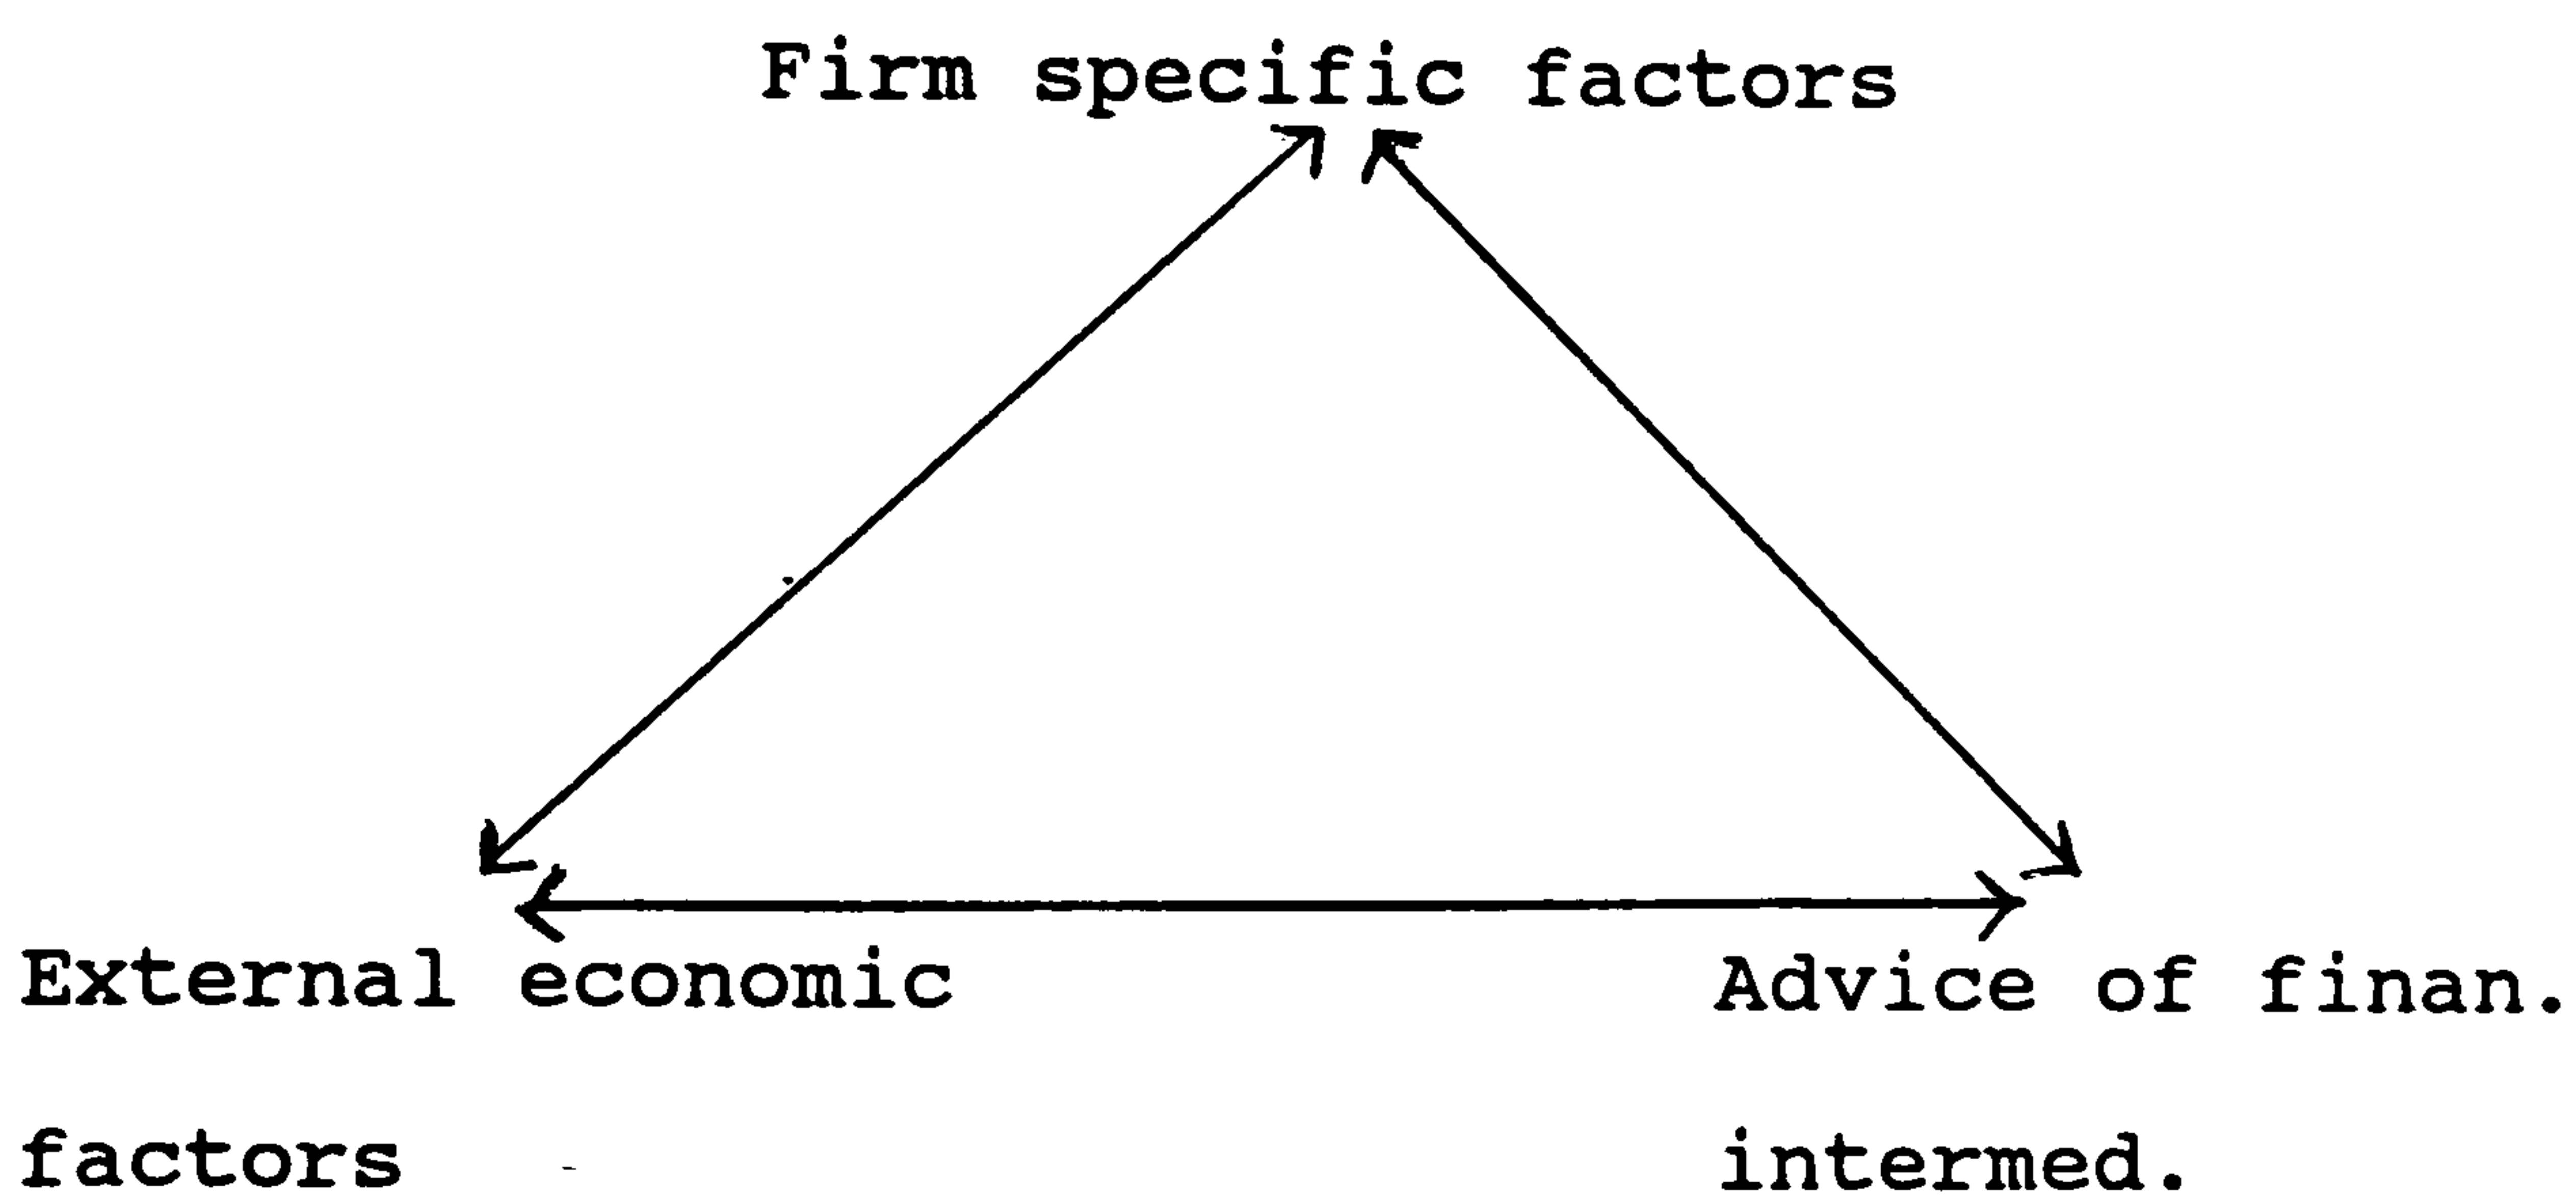 Firm specific factors
External economic
factors
Advice of finan.
intermed.